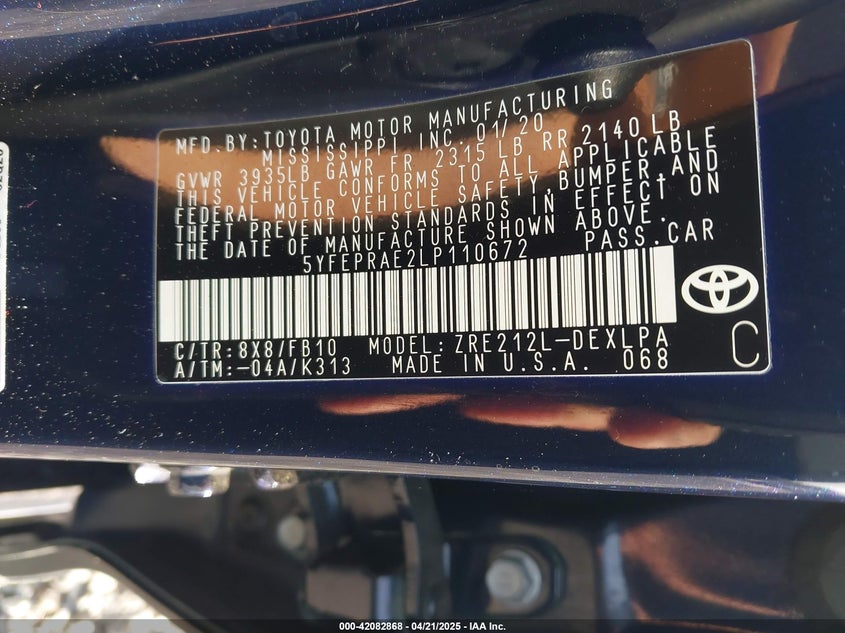 MFD.BY:TOYOTA MOTOR MANUFACTURING
MISSISSIPPI INC. 01/20
GVWR 3935LB GAWR FR 2315 LB RR 2140 LB
THIS VEHICLE CONFORMS TO ALL APPLICABLE
FEDERAL MOTOR VEHICLE SAFETY,BUMPER,AND
THEFT PREVENTION STANDARDS IN EFFECT ON
THE DATE OF MANUFACTURE SHOWN ABOVE.
5YFEPRAE2LP110672 PASS.CAR
C/TR:8X8/FB10 MODEL:ZRE212L-DEXLPA
A/TM:-04A/K313 MADE IN U.S.A. 068
C
000-42082868 - 04/21/2025 - IAA Inc.